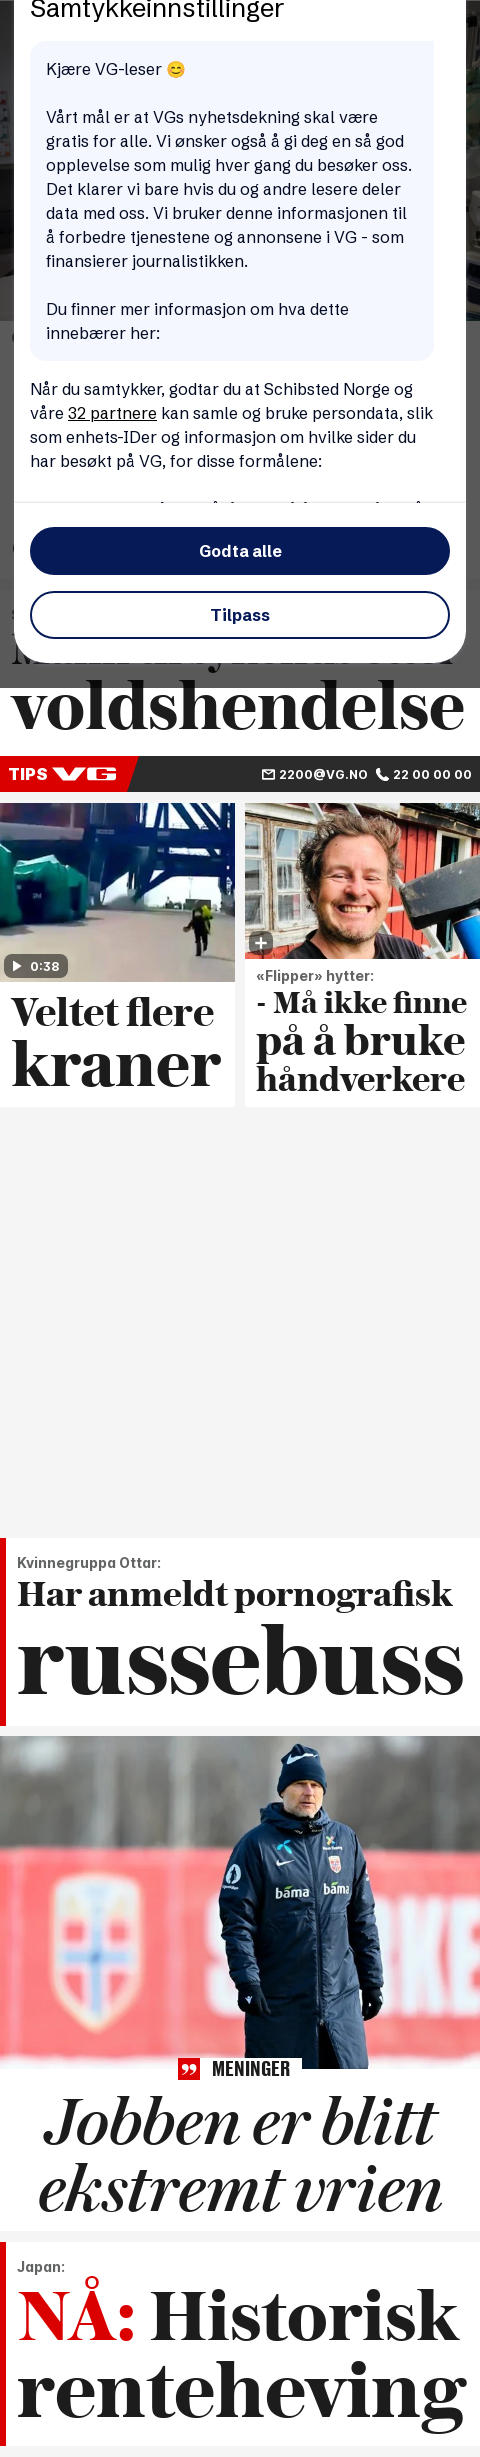 Samtykkeinnstillinger
Kjære VG-leser 😊
Vårt mål er at VGs nyhetsdekning skal være
gratis for alle. Vi ønsker også å gi deg en så god
opplevelse som mulig hver gang du besøker oss.
Det klarer vi bare hvis du og andre lesere deler
data med oss. Vi bruker denne informasjonen til
å forbedre tjenestene og annonsene i VG - som
finansierer journalistikken.
Du finner mer informasjon om hva dette
innebærer her:
Når du samtykker, godtar du at Schibsted Norge og
våre 32 partnere kan samle og bruke persondata, slik
som enhets-IDer og informasjon om hvilke sider du
har besøkt på VG, for disse formålene:
Godta alle
Tilpass
voldshendelse
TIPS VG
2200@VG.NO 22 00 00 00
0:38
Veltet flere
kraner
«Flipper» hytter:
- Må ikke finne
på å bruke
håndverkere
Kvinnegruppa Ottar:
Har anmeldt pornografisk
russebuss
bama bama
MENINGER
Jobben er blitt
ekstremt vrien
Japan:
NÅ: Historisk
renteheving